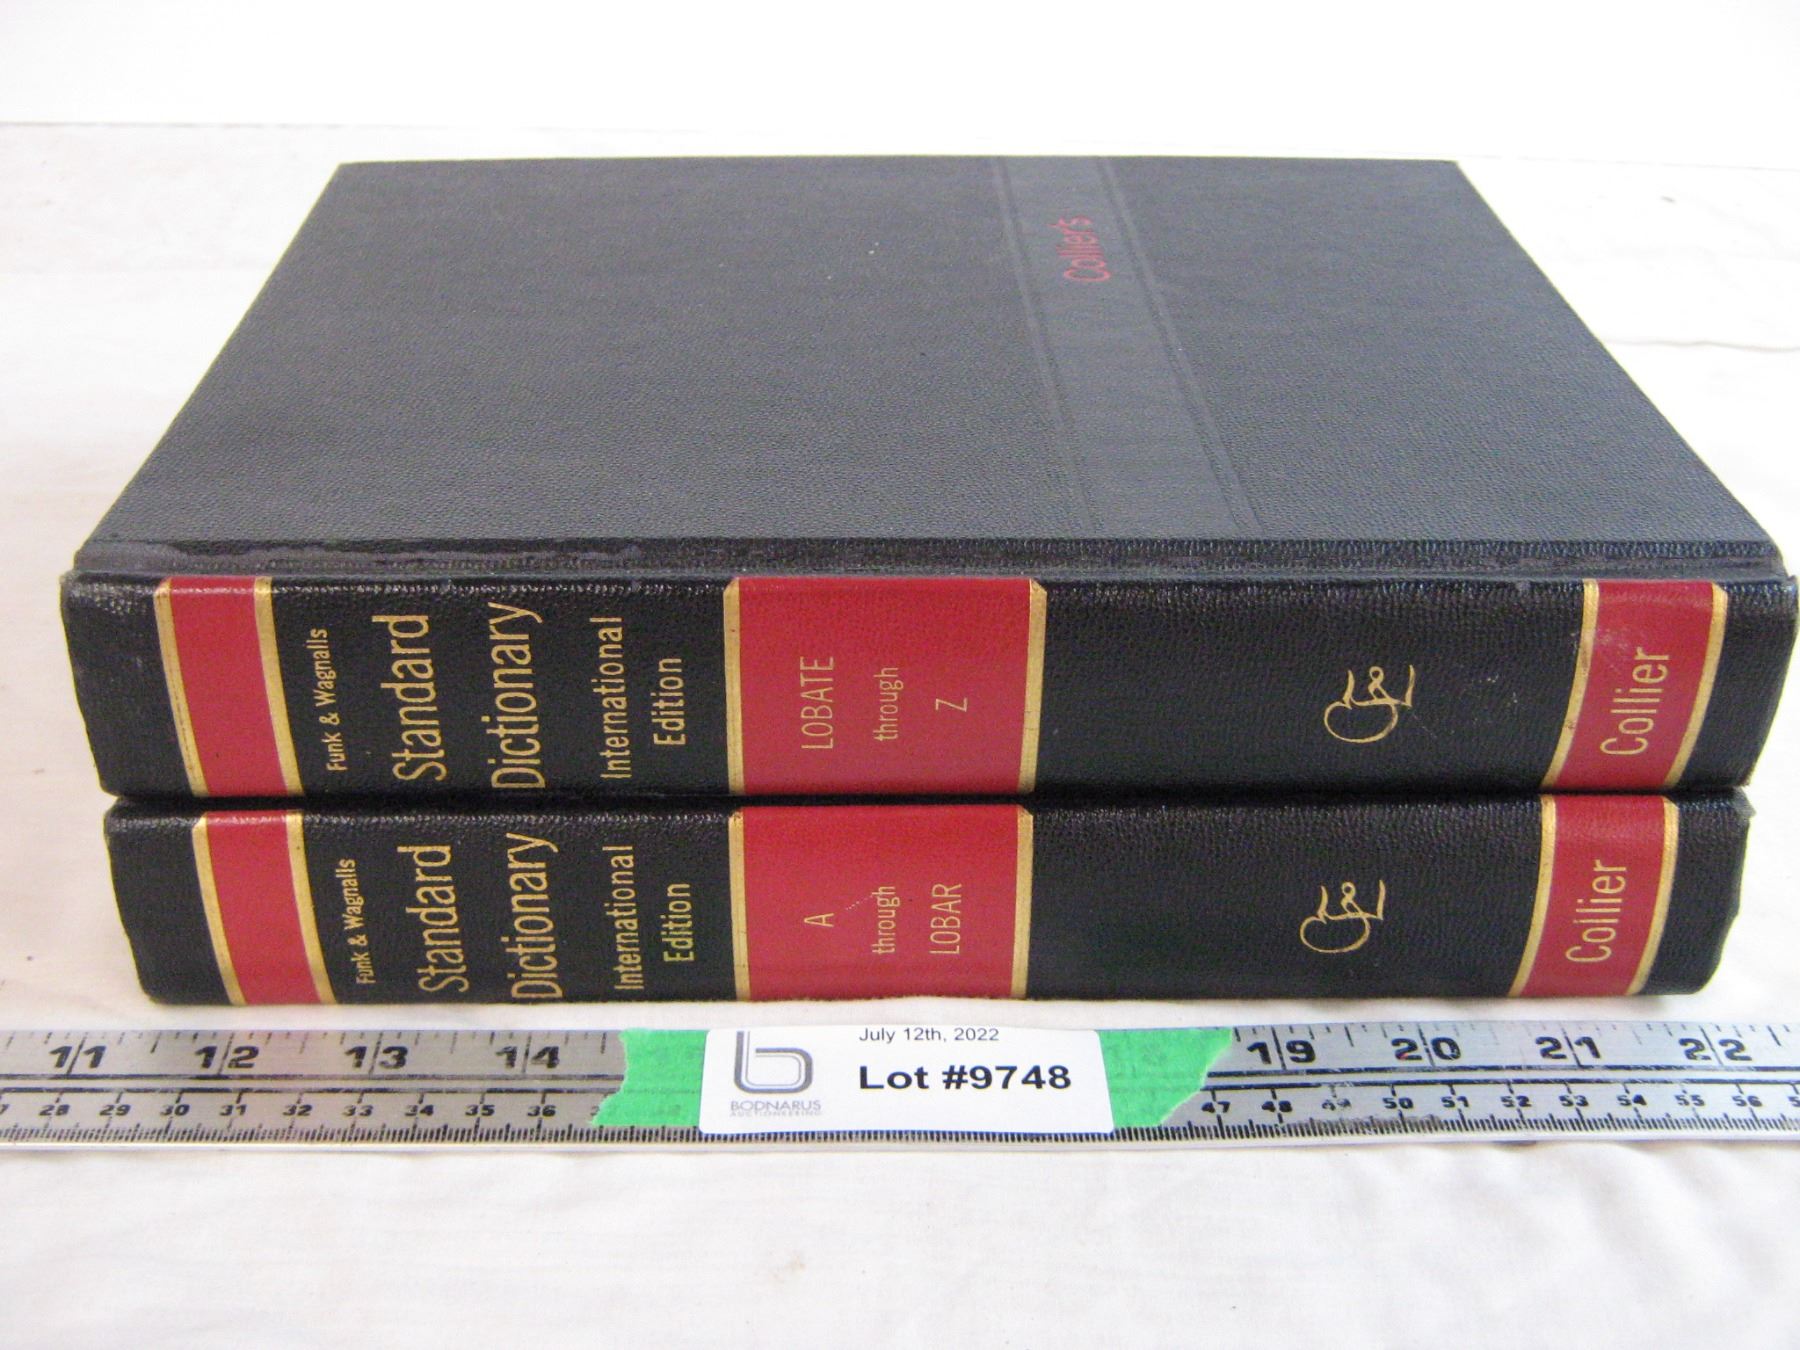 Collier's
Funk & Wagnalls
Standard
Dictionary
International
Edition
LOBATE
through
Z
Collier
Funk & Wagnalls
Standard
Dictionary
International
Edition
A
through
LOBAR
Collier
11 12 13 14 19 20 21 22
28 29 30 31 32 33 34 35 36 47 48 49 50 51 52 53 54 55 56
July 12th, 2022
Lot #9748
BODNARUS
AUCTIONEERING